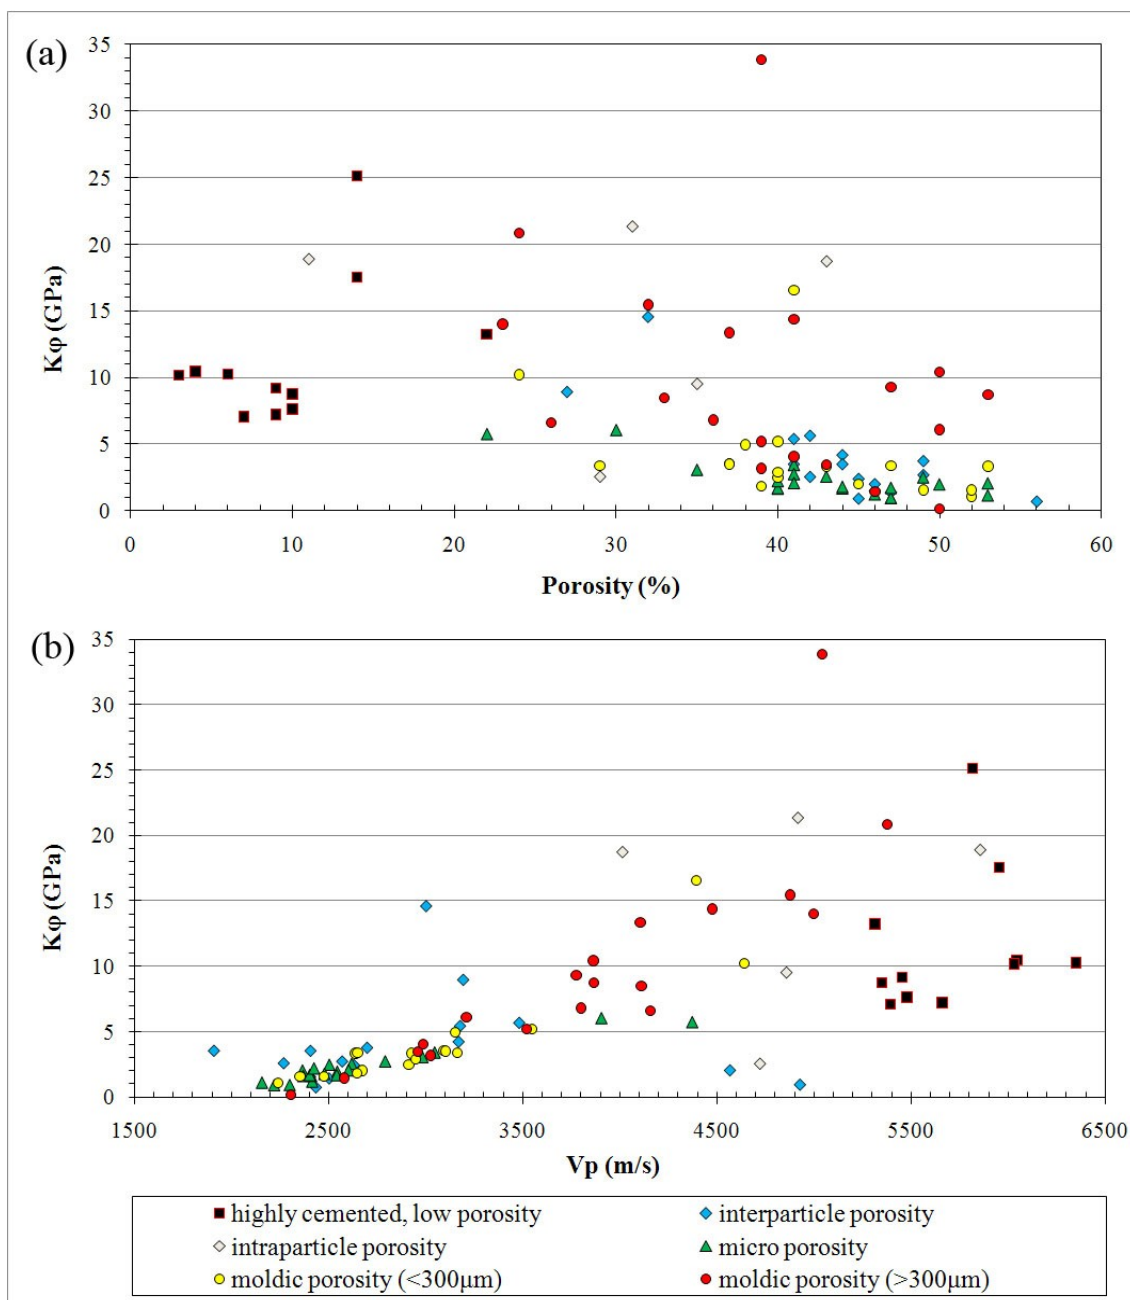 (a)
35
30
25
20
15
10
5
0
Kφ (GPa)
0 10 20 30 40 50 60
Porosity (%)
(b)
35
30
25
20
15
10
5
0
Kφ (GPa)
1500 2500 3500 4500 5500 6500
Vp (m/s)
highly cemented, low porosity interparticle porosity
intraparticle porosity micro porosity
moldic porosity (<300μm) moldic porosity (>300μm)